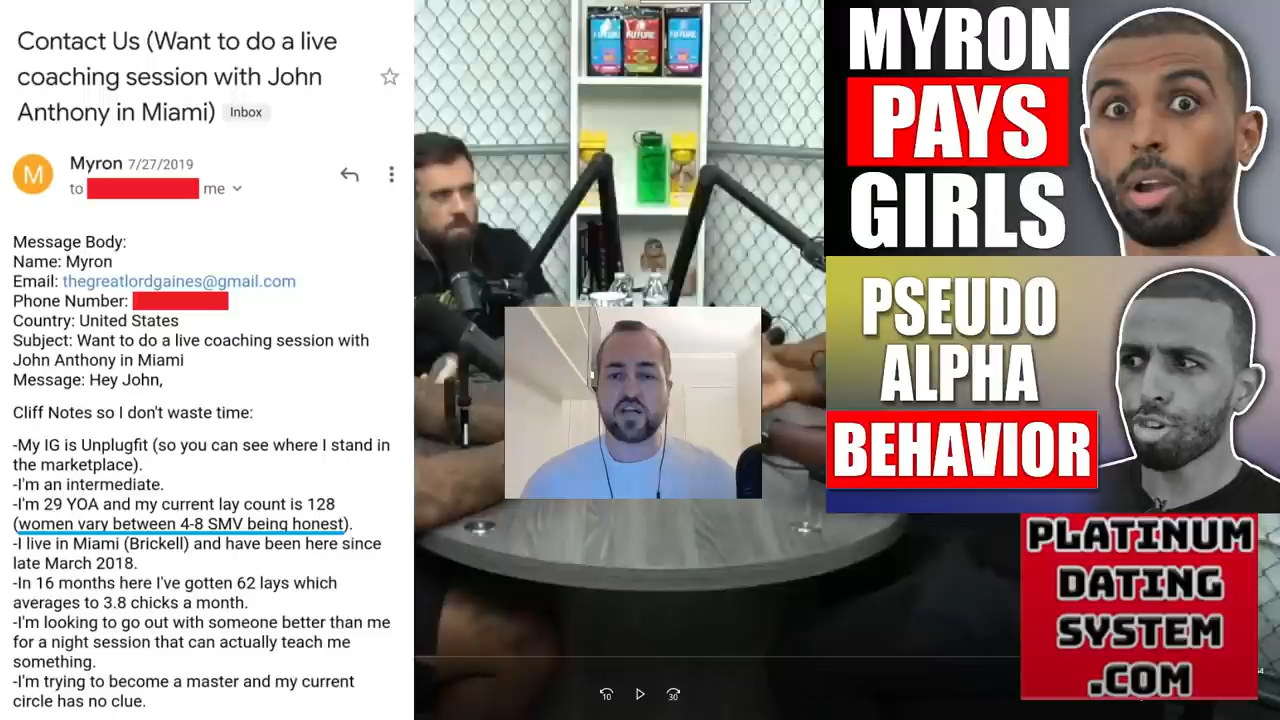 Contact Us (Want to do a live
coaching session with John
Anthony in Miami)
Inbox
M
Myron 7/27/2019
to
me
Message Body:
Name: Myron
Email: thegreatlordgaines@gmail.com
Phone Number:
Country: United States
Subject: Want to do a live coaching session with
John Anthony in Miami
Message: Hey John,
Cliff Notes so I don't waste time:
-My IG is Unplugfit (so you can see where I stand in
the marketplace).
-I'm an intermediate.
-I'm 29 YOA and my current lay count is 128
(women vary between 4-8 SMV being honest).
-I live in Miami (Brickell) and have been here since
late March 2018.
-In 16 months here I've gotten 62 lays which
averages to 3.8 chicks a month.
-I'm looking to go out with someone better than me
for a night session that can actually teach me
something.
-I'm trying to become a master and my current
circle has no clue.
FUTURE
10
30
MYRON
PAYS
GIRLS
PSEUDO
ALPHA
BEHAVIOR
PLATINUM
DATING
SYSTEM
.COM